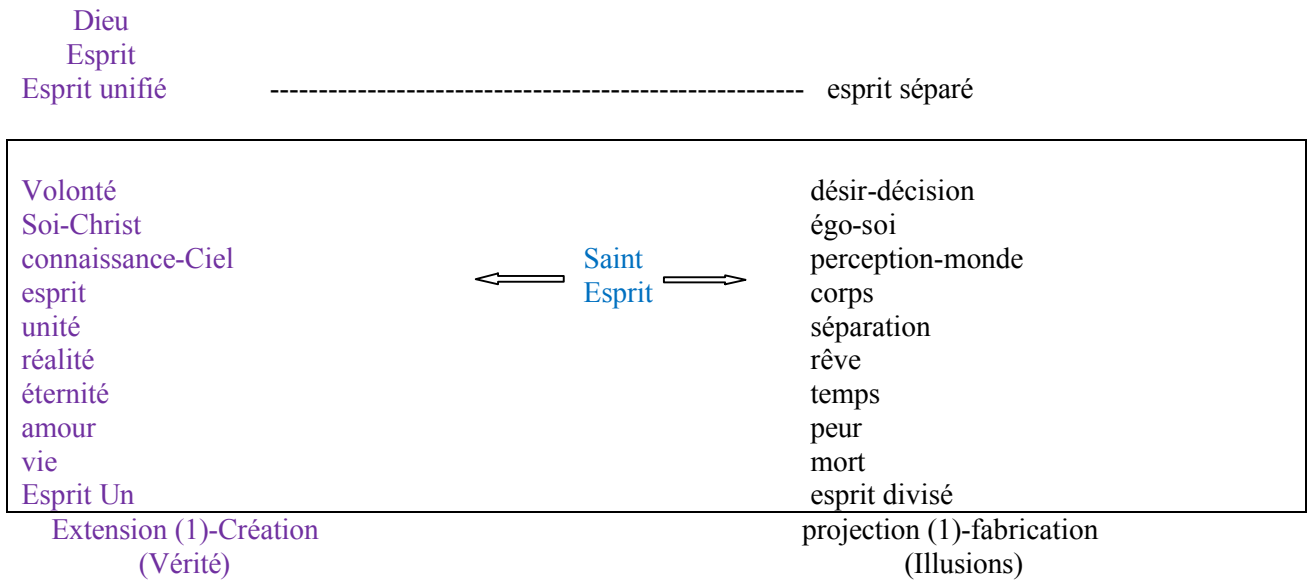 Dieu
Esprit
Esprit unifié ------------------------------------------------------- esprit séparé
Volonté désir-décision
Soi-Christ égo-soi
connaissance-Ciel Saint perception-monde
esprit Esprit corps
unité séparation
réalité rêve
éternité temps
amour peur
vie mort
Esprit Un esprit divisé
Extension (1)-Création projection (1)-fabrication
(Vérité) (Illusions)